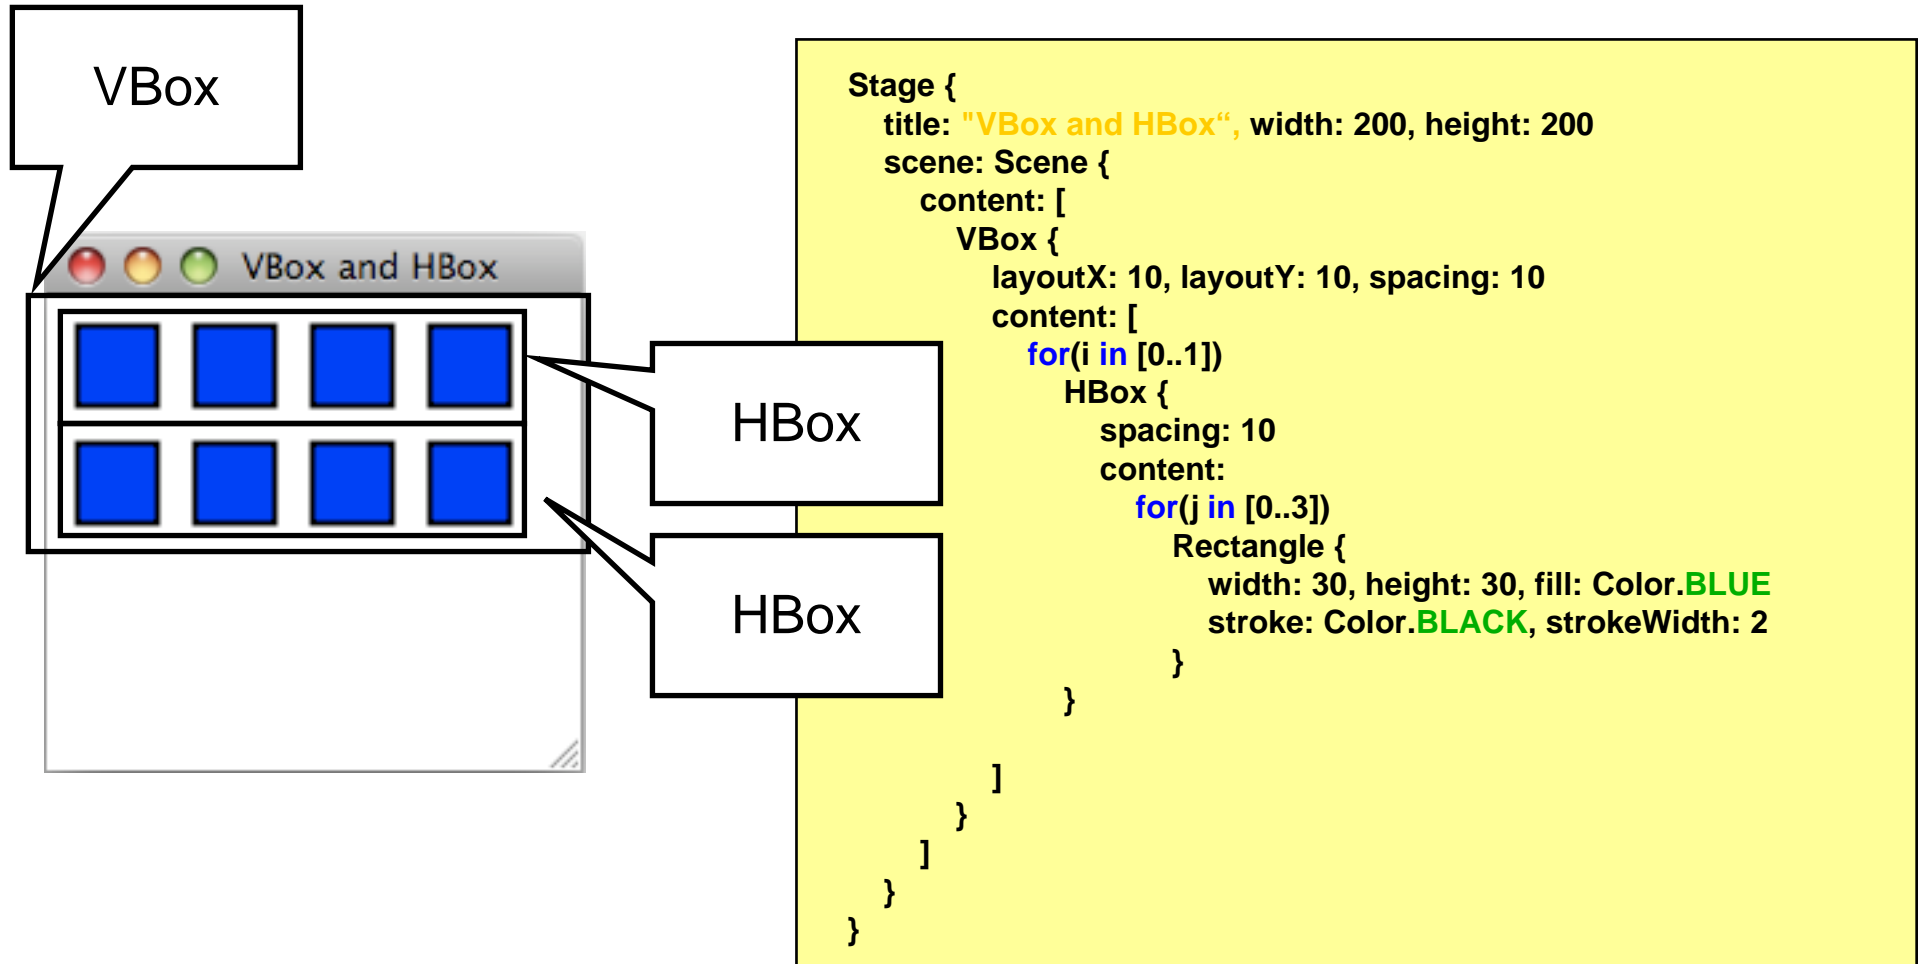 VBox
VBox and HBox
HBox
HBox
Stage {
title: "VBox and HBox“, width: 200, height: 200
scene: Scene {
content: [
VBox {
layoutX: 10, layoutY: 10, spacing: 10
content: [
for(i in [0..1])
HBox {
spacing: 10
content:
for(j in [0..3])
Rectangle {
width: 30, height: 30, fill: Color.BLUE
stroke: Color.BLACK, strokeWidth: 2
}
}
]
}
]
}
}